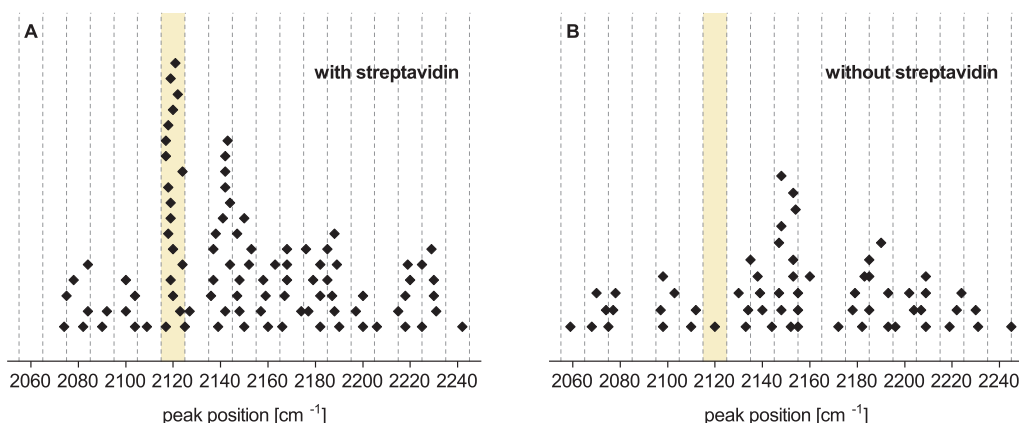 A
with streptavidin
2060 2080 2100 2120 2140 2160 2180 2200 2220 2240
peak position [cm -1]
B
without streptavidin
2060 2080 2100 2120 2140 2160 2180 2200 2220 2240
peak position [cm -1]